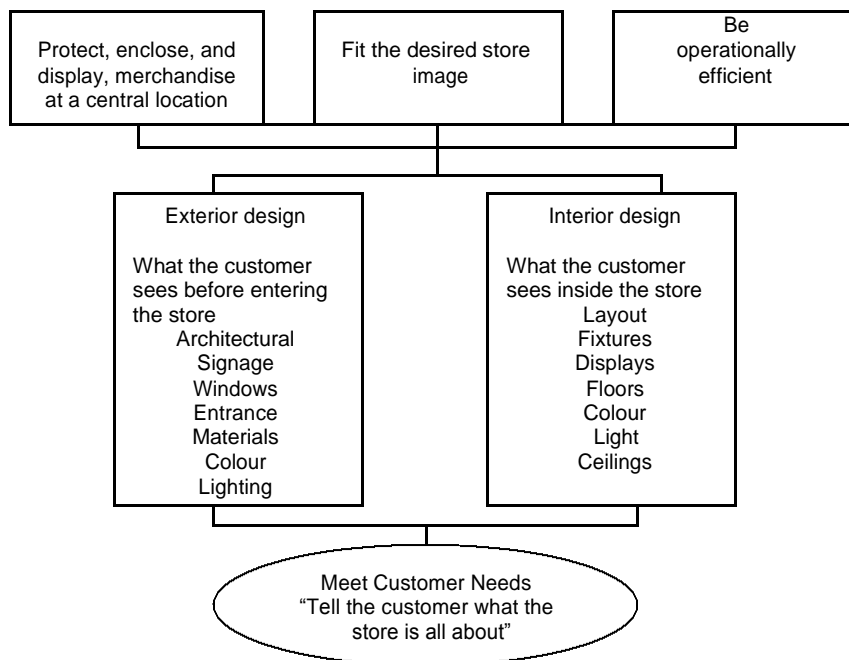 Protect, enclose, and
display, merchandise
at a central location
Fit the desired store
image
Be
operationally
efficient
Exterior design
What the customer
sees before entering
the store
Architectural
Signage
Windows
Entrance
Materials
Colour
Lighting
Interior design
What the customer
sees inside the store
Layout
Fixtures
Displays
Floors
Colour
Light
Ceilings
Meet Customer Needs
“Tell the customer what the
store is all about”